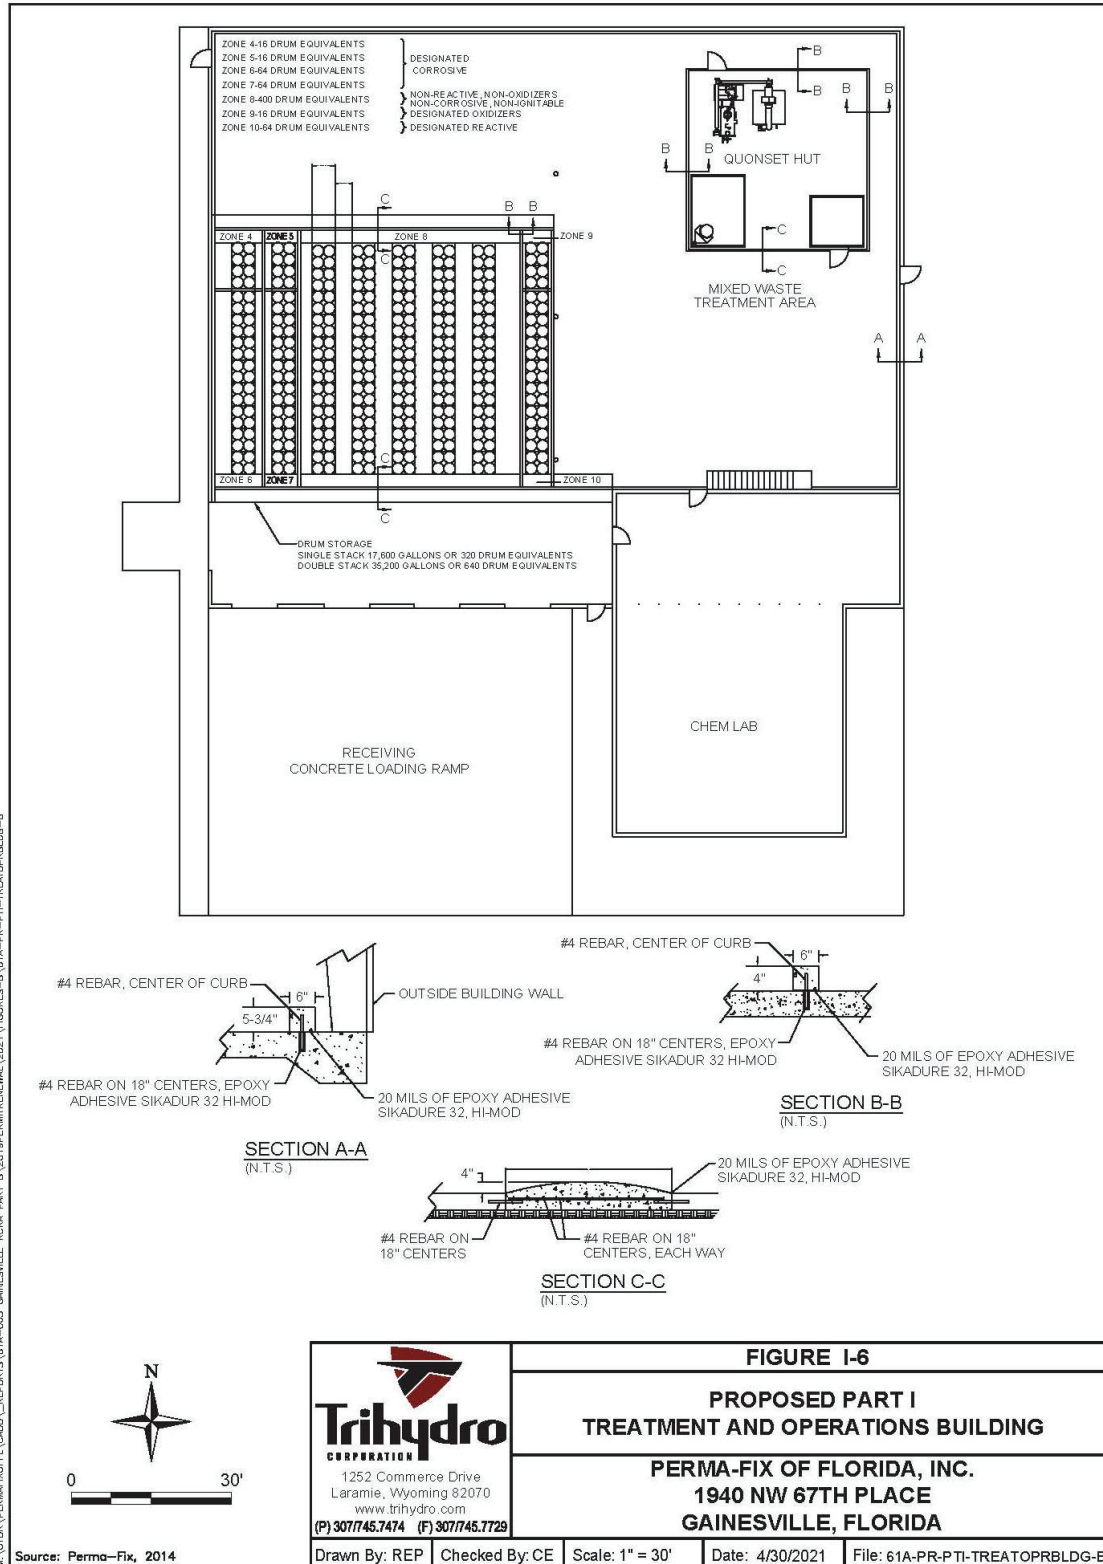 ZONE 4-16 DRUM EQUIVALENTS
ZONE 5-16 DRUM EQUIVALENTS
ZONE 6-64 DRUM EQUIVALENTS
ZONE 7-64 DRUM EQUIVALENTS
DESIGNATED
CORROSIVE
ZONE 8-400 DRUM EQUIVALENTS
NON-REACTIVE, NON-OXIDIZERS
NON-CORROSIVE, NON-IGNITABLE
ZONE 9-16 DRUM EQUIVALENTS
DESIGNATED OXIDIZERS
ZONE 10-64 DRUM EQUIVALENTS
DESIGNATED REACTIVE
B
B
B B
B B
QUONSET HUT
C
C
MIXED WASTE
TREATMENT AREA
A A
C
C
B B
ZONE 4
ZONE 5
ZONE 8
ZONE 9
C
C
ZONE 6
ZONE 7
ZONE 10
DRUM STORAGE
SINGLE STACK 17,600 GALLONS OR 320 DRUM EQUIVALENTS
DOUBLE STACK 35,200 GALLONS OR 640 DRUM EQUIVALENTS
RECEIVING
CONCRETE LOADING RAMP
CHEM LAB
#4 REBAR, CENTER OF CURB
6"
5-3/4"
OUTSIDE BUILDING WALL
#4 REBAR ON 18" CENTERS, EPOXY
ADHESIVE SIKADUR 32 HI-MOD
20 MILS OF EPOXY ADHESIVE
SIKADURE 32, HI-MOD
SECTION A-A
(N.T.S.)
#4 REBAR, CENTER OF CURB
6"
4"
#4 REBAR ON 18" CENTERS, EPOXY
ADHESIVE SIKADUR 32 HI-MOD
20 MILS OF EPOXY ADHESIVE
SIKADURE 32, HI-MOD
SECTION B-B
(N.T.S.)
4"
20 MILS OF EPOXY ADHESIVE
SIKADURE 32, HI-MOD
#4 REBAR ON
18" CENTERS
#4 REBAR ON 18"
CENTERS, EACH WAY
SECTION C-C
(N.T.S.)
N
0 30'
Source: Perma-Fix, 2014
Trihydro
CORPORATION
1252 Commerce Drive
Laramie, Wyoming 82070
www.trihydro.com
(P) 307/745.7474 (F) 307/745.7729
FIGURE I-6
PROPOSED PART I
TREATMENT AND OPERATIONS BUILDING
PERMA-FIX OF FLORIDA, INC.
1940 NW 67TH PLACE
GAINESVILLE, FLORIDA
Drawn By: REP
Checked By: CE
Scale: 1" = 30'
Date: 4/30/2021
File: 61A-PR-PTI-TREATOPRBLDG-B